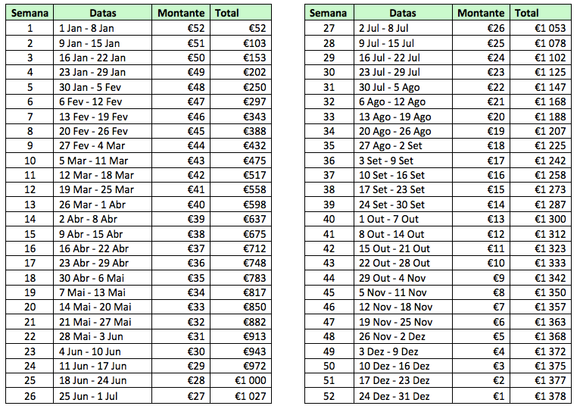 Semana Datas Montante Total
1 1 Jan - 8 Jan €52 €52
2 9 Jan - 15 Jan €51 €103
3 16 Jan - 22 Jan €50 €153
4 23 Jan - 29 Jan €49 €202
5 30 Jan - 5 Fev €48 €250
6 6 Fev - 12 Fev €47 €297
7 13 Fev - 19 Fev €46 €343
8 20 Fev - 26 Fev €45 €388
9 27 Fev - 4 Mar €44 €432
10 5 Mar - 11 Mar €43 €475
11 12 Mar - 18 Mar €42 €517
12 19 Mar - 25 Mar €41 €558
13 26 Mar - 1 Abr €40 €598
14 2 Abr - 8 Abr €39 €637
15 9 Abr - 15 Abr €38 €675
16 16 Abr - 22 Abr €37 €712
17 23 Abr - 29 Abr €36 €748
18 30 Abr - 6 Mai €35 €783
19 7 Mai - 13 Mai €34 €817
20 14 Mai - 20 Mai €33 €850
21 21 Mai - 27 Mai €32 €882
22 28 Mai - 3 Jun €31 €913
23 4 Jun - 10 Jun €30 €943
24 11 Jun - 17 Jun €29 €972
25 18 Jun - 24 Jun €28 €1 000
26 25 Jun - 1 Jul €27 €1 027
Semana Datas Montante Total
27 2 Jul - 8 Jul €26 €1 053
28 9 Jul - 15 Jul €25 €1 078
29 16 Jul - 22 Jul €24 €1 102
30 23 Jul - 29 Jul €23 €1 125
31 30 Jul - 5 Ago €22 €1 147
32 6 Ago - 12 Ago €21 €1 168
33 13 Ago - 19 Ago €20 €1 188
34 20 Ago - 26 Ago €19 €1 207
35 27 Ago - 2 Set €18 €1 225
36 3 Set - 9 Set €17 €1 242
37 10 Set - 16 Set €16 €1 258
38 17 Set - 23 Set €15 €1 273
39 24 Set - 30 Set €14 €1 287
40 1 Out - 7 Out €13 €1 300
41 8 Out - 14 Out €12 €1 312
42 15 Out - 21 Out €11 €1 323
43 22 Out - 28 Out €10 €1 333
44 29 Out - 4 Nov €9 €1 342
45 5 Nov - 11 Nov €8 €1 350
46 12 Nov - 18 Nov €7 €1 357
47 19 Nov - 25 Nov €6 €1 363
48 26 Nov - 2 Dez €5 €1 368
49 3 Dez - 9 Dez €4 €1 372
50 10 Dez - 16 Dez €3 €1 375
51 17 Dez - 23 Dez €2 €1 377
52 24 Dez - 31 Dez €1 €1 378